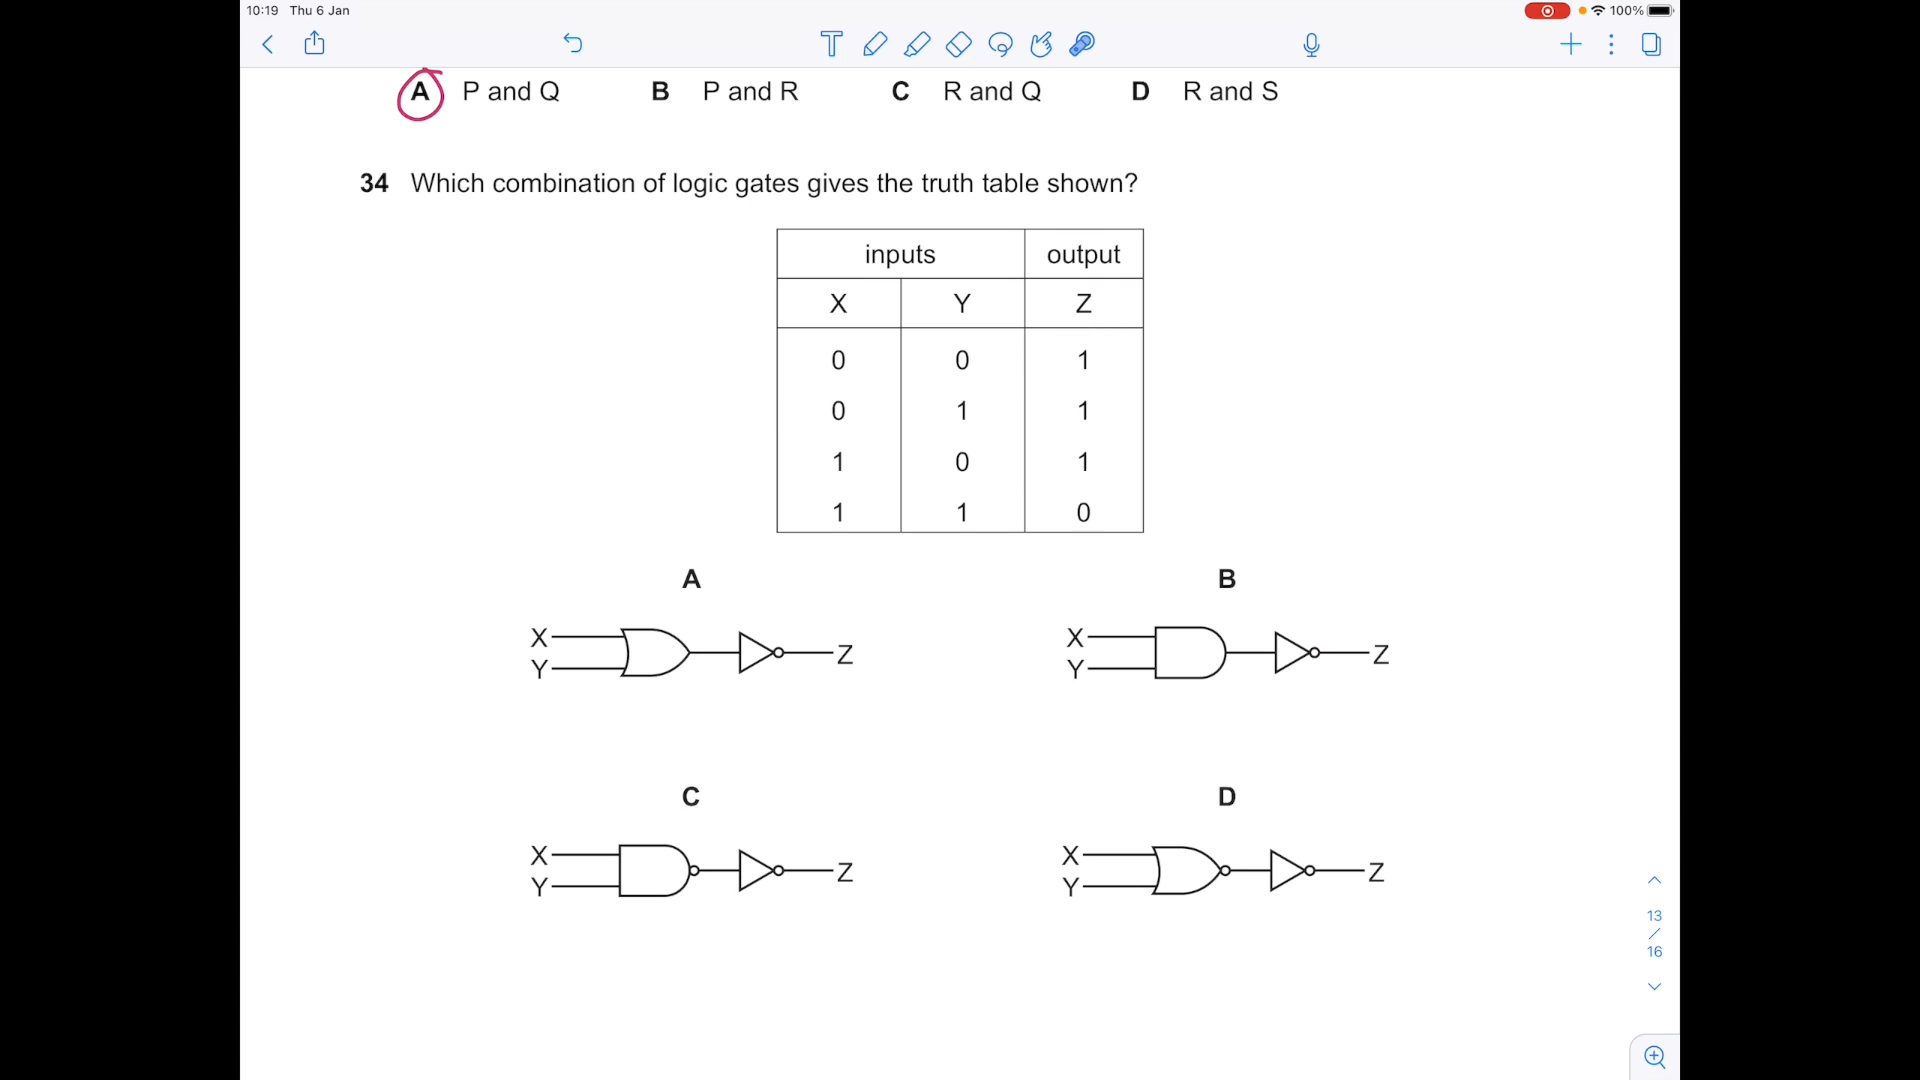 10:19 Thu 6 Jan 100%
T
A P and Q B P and R C R and Q D R and S
34 Which combination of logic gates gives the truth table shown?
inputs output
X Y Z
0 0 1
0 1 1
1 0 1
1 1 0
A B
X Y Z X Y Z
C D
X Y Z X Y Z
13
/
16